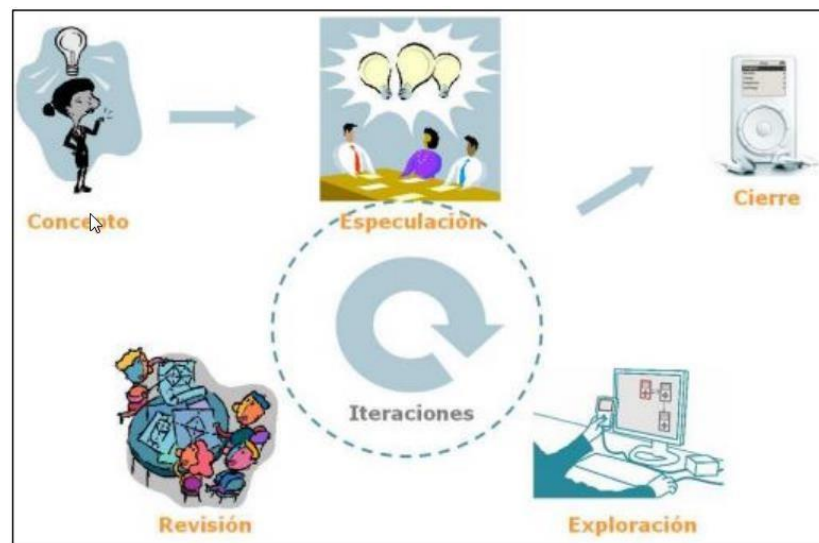 Concepto
Especulación
Cierre
Iteraciones
Revisión
Exploración